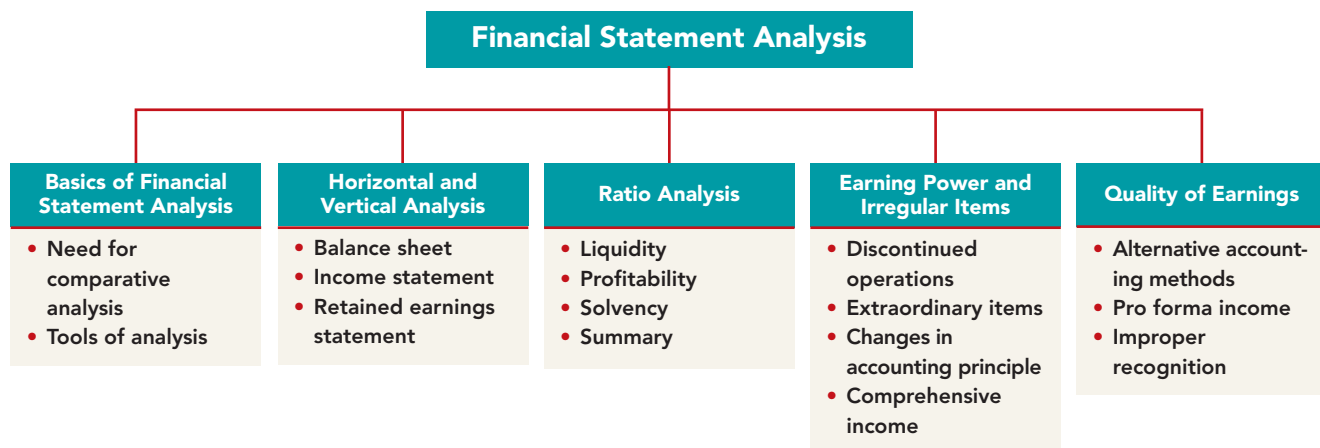 Financial Statement Analysis
Basics of Financial
Statement Analysis
• Need for
comparative
analysis
• Tools of analysis
Horizontal and
Vertical Analysis
• Balance sheet
• Income statement
• Retained earnings
statement
Ratio Analysis
• Liquidity
• Profitability
• Solvency
• Summary
Earning Power and
Irregular Items
• Discontinued
operations
• Extraordinary items
• Changes in
accounting principle
• Comprehensive
income
Quality of Earnings
• Alternative account-
ing methods
• Pro forma income
• Improper
recognition